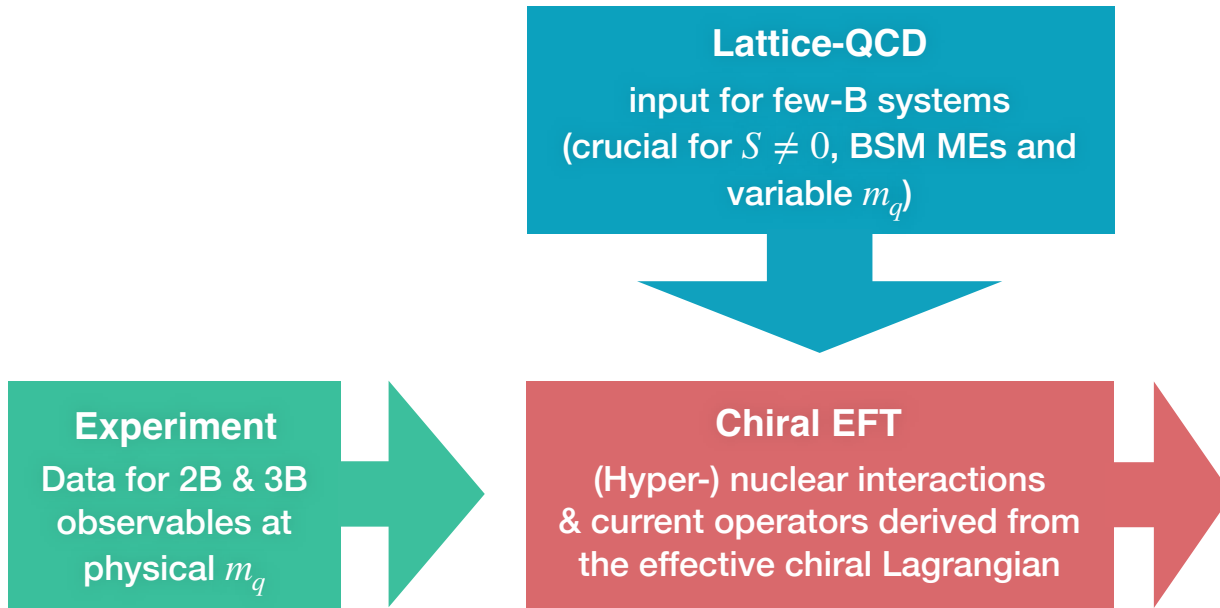 Lattice-QCD
input for few-B systems
(crucial for S ≠ 0, BSM MEs and
variable m_q)
Experiment
Data for 2B & 3B
observables at
physical m_q
Chiral EFT
(Hyper-) nuclear interactions
& current operators derived from
the effective chiral Lagrangian